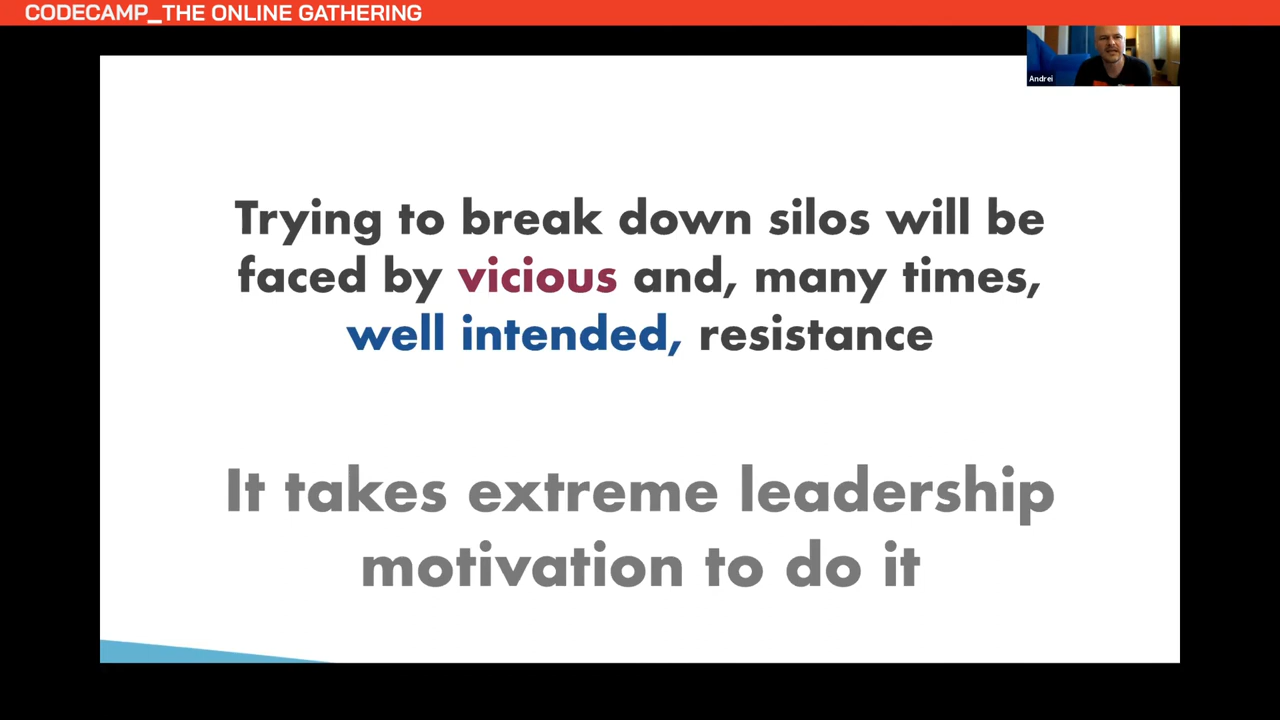 CODECAMP_THE ONLINE GATHERING
Andrei
Trying to break down silos will be
faced by vicious and, many times,
well intended, resistance
It takes extreme leadership
motivation to do it